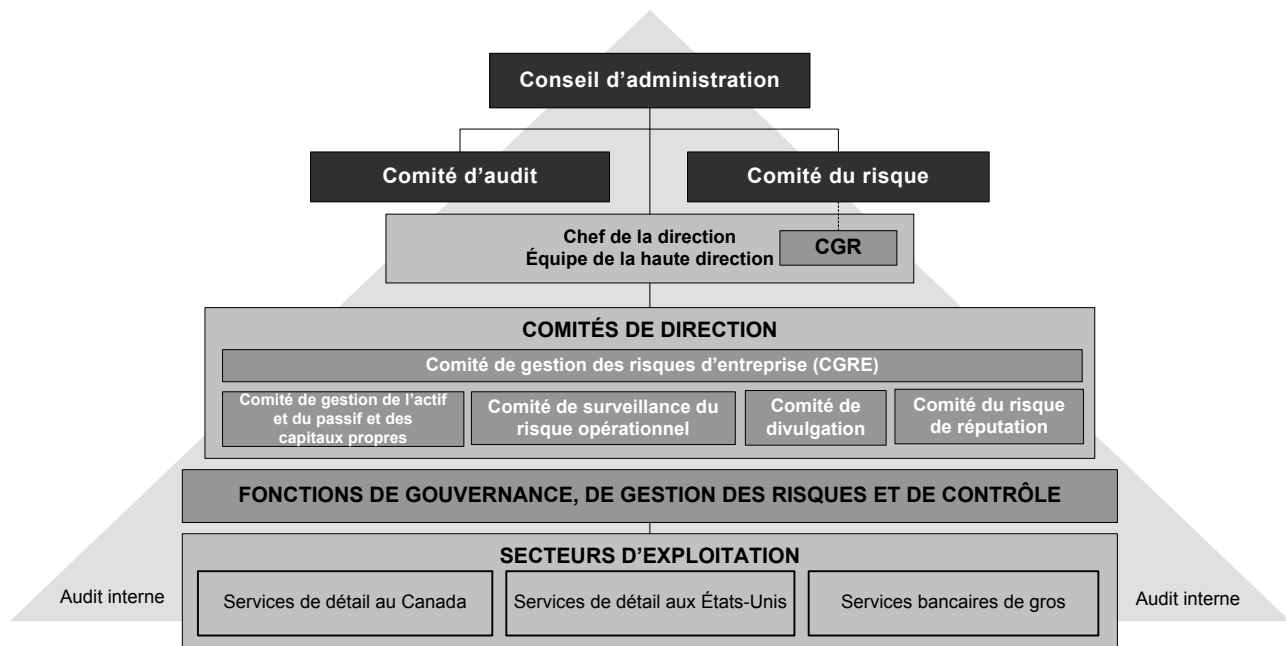 Conseil d'administration
Comité d'audit
Comité du risque
Chef de la direction
Équipe de la haute direction
CGR
COMITÉS DE DIRECTION
Comité de gestion des risques d'entreprise (CGRE)
Comité de gestion de l'actif
et du passif et des
capitaux propres
Comité de surveillance du
risque opérationnel
Comité de
divulgation
Comité du risque
de réputation
FONCTIONS DE GOUVERNANCE, DE GESTION DES RISQUES ET DE CONTRÔLE
SECTEURS D'EXPLOITATION
Audit interne
Services de détail au Canada
Services de détail aux États-Unis
Services bancaires de gros
Audit interne